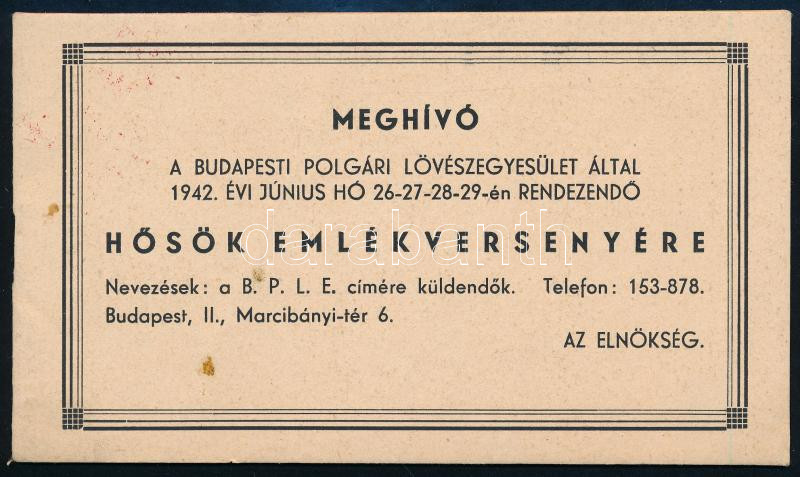 MEGHÍVÓ
A BUDAPESTI POLGÁRI LÖVÉSZEGYESÜLET ÁLTAL
1942. ÉVI JÚNIUS HÓ 26-27-28-29-én RENDEZENDŐ
HŐSÖK EMLÉKVERSENYÉRE
darabanth
Nevezések: a B. P. L. E. címére küldendők. Telefon: 153-878.
Budapest, II., Marcibányi-tér 6.
AZ ELNÖKSÉG.